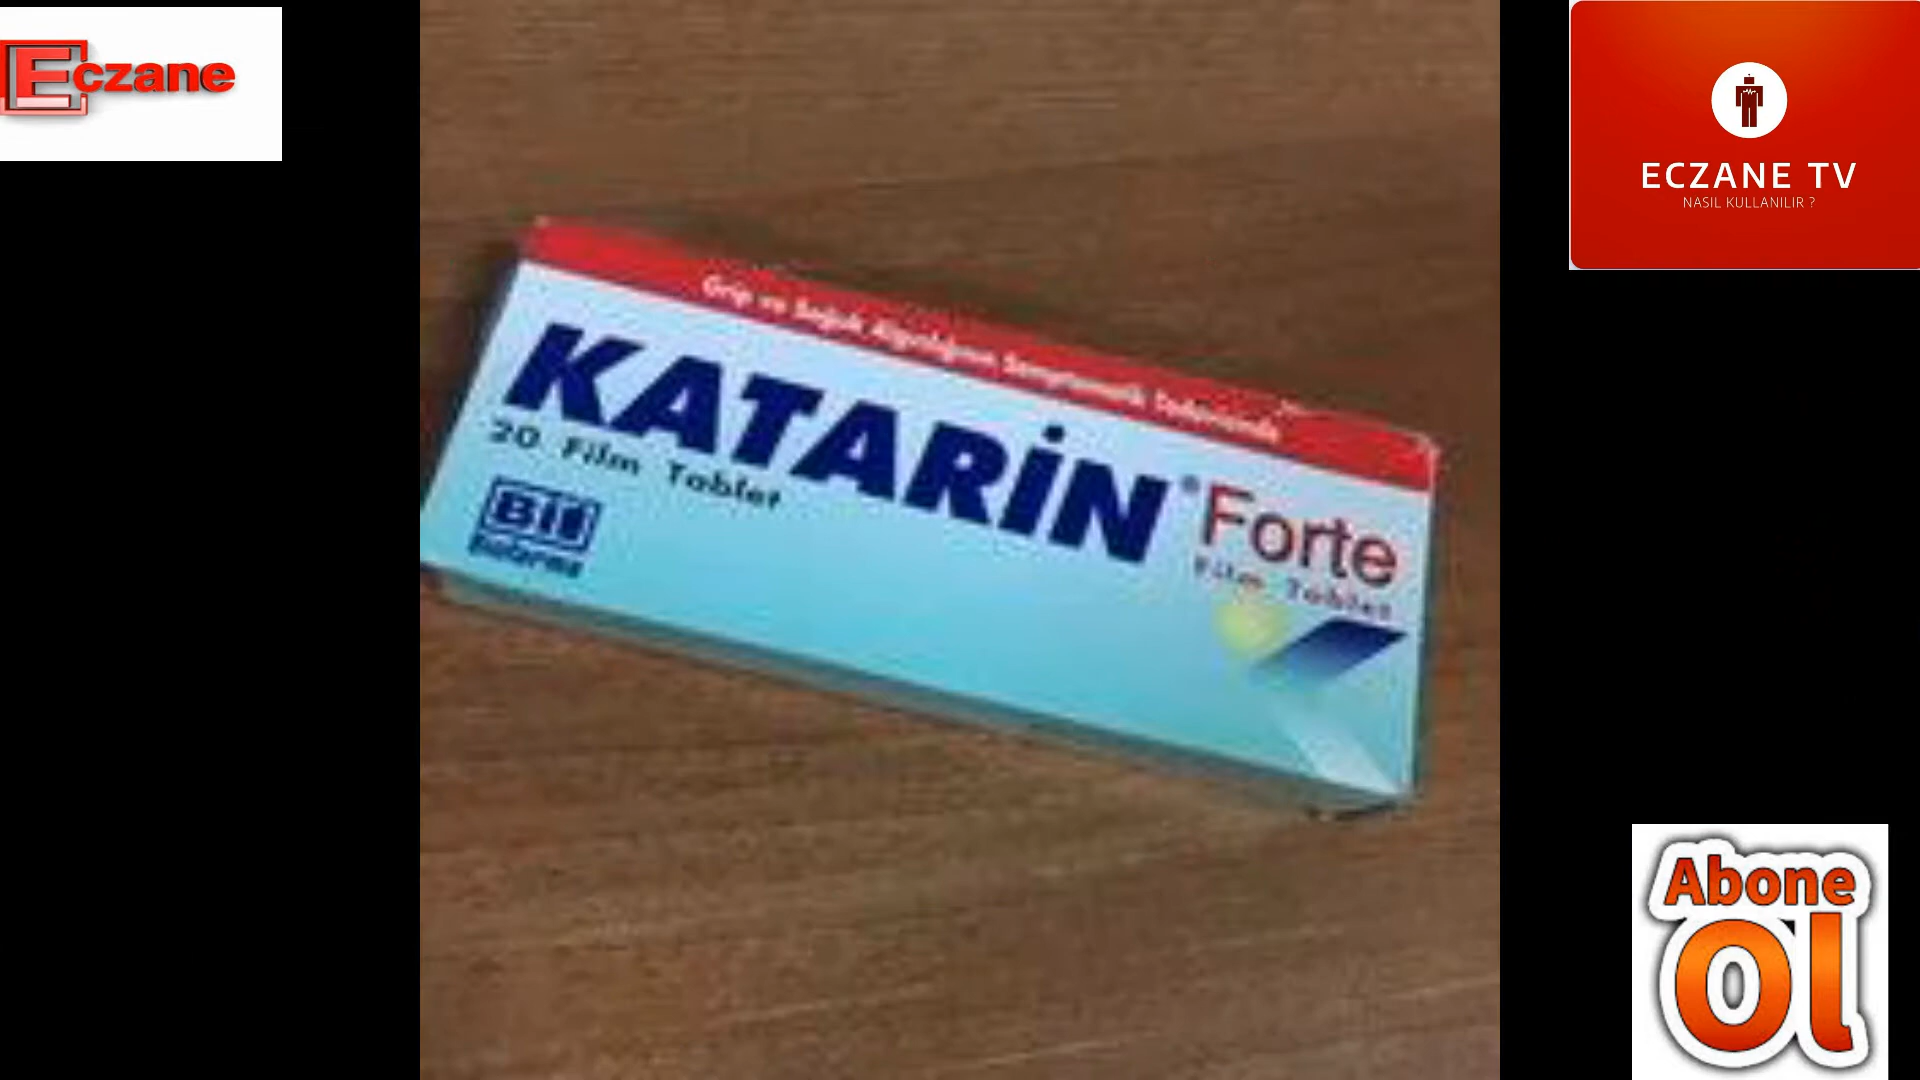 Eczane
ECZANE TV
NASIL KULLANILIR ?
Grip ve Soğuk Algınlığının Semptomatik Tedavisinde
KATARİN® Forte
20 Film Tablet
Film Tablet
Biofarma
Abone
Ol